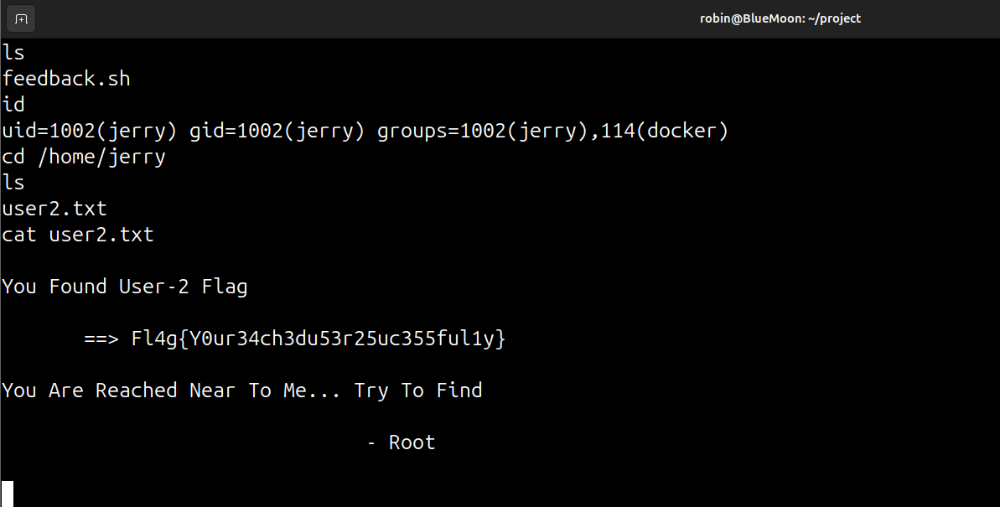 robin@BlueMoon: ~/project
ls
feedback.sh
id
uid=1002(jerry) gid=1002(jerry) groups=1002(jerry),114(docker)
cd /home/jerry
ls
user2.txt
cat user2.txt
You Found User-2 Flag
==> Fl4g{Y0ur34ch3du53r25uc355ful1y}
You Are Reached Near To Me... Try To Find
- Root